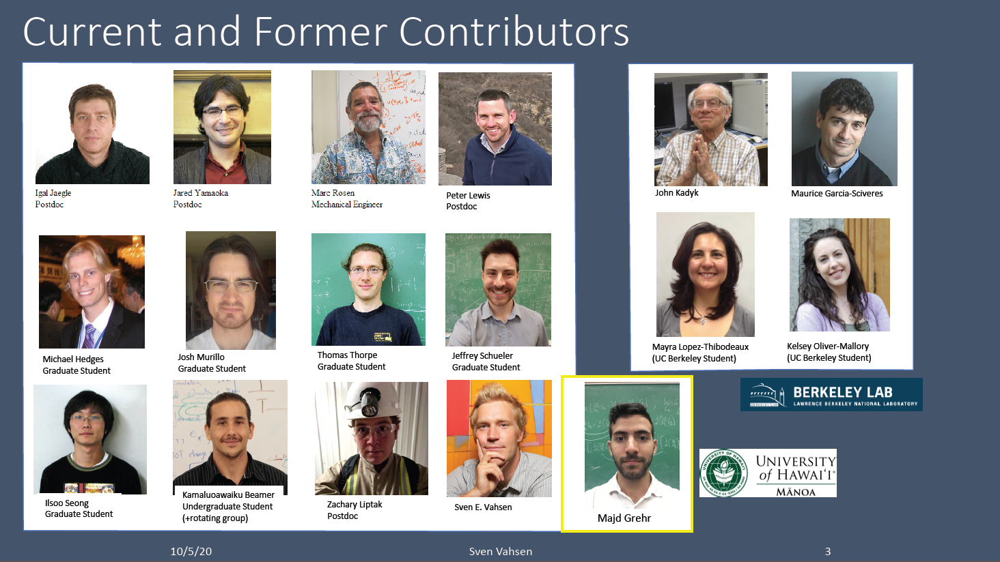 Current and Former Contributors
Igal Jaegle
Postdoc
Jared Yamaoka
Postdoc
Marc Rosen
Mechanical Engineer
Peter Lewis
Postdoc
John Kadyk
Maurice Garcia-Sciveres
Michael Hedges
Graduate Student
Josh Murillo
Graduate Student
Thomas Thorpe
Graduate Student
Jeffrey Schueler
Graduate Student
Mayra Lopez-Thibodeaux
(UC Berkeley Student)
Kelsey Oliver-Mallory
(UC Berkeley Student)
Ilsoo Seong
Graduate Student
Kamaluoawaiku Beamer
Undergraduate Student
(+rotating group)
Zachary Liptak
Postdoc
Sven E. Vahsen
Majd Grehr
BERKELEY LAB
LAWRENCE BERKELEY NATIONAL LABORATORY
UNIVERSITY
of HAWAIʻI®
MĀNOA
10/5/20
Sven Vahsen
3